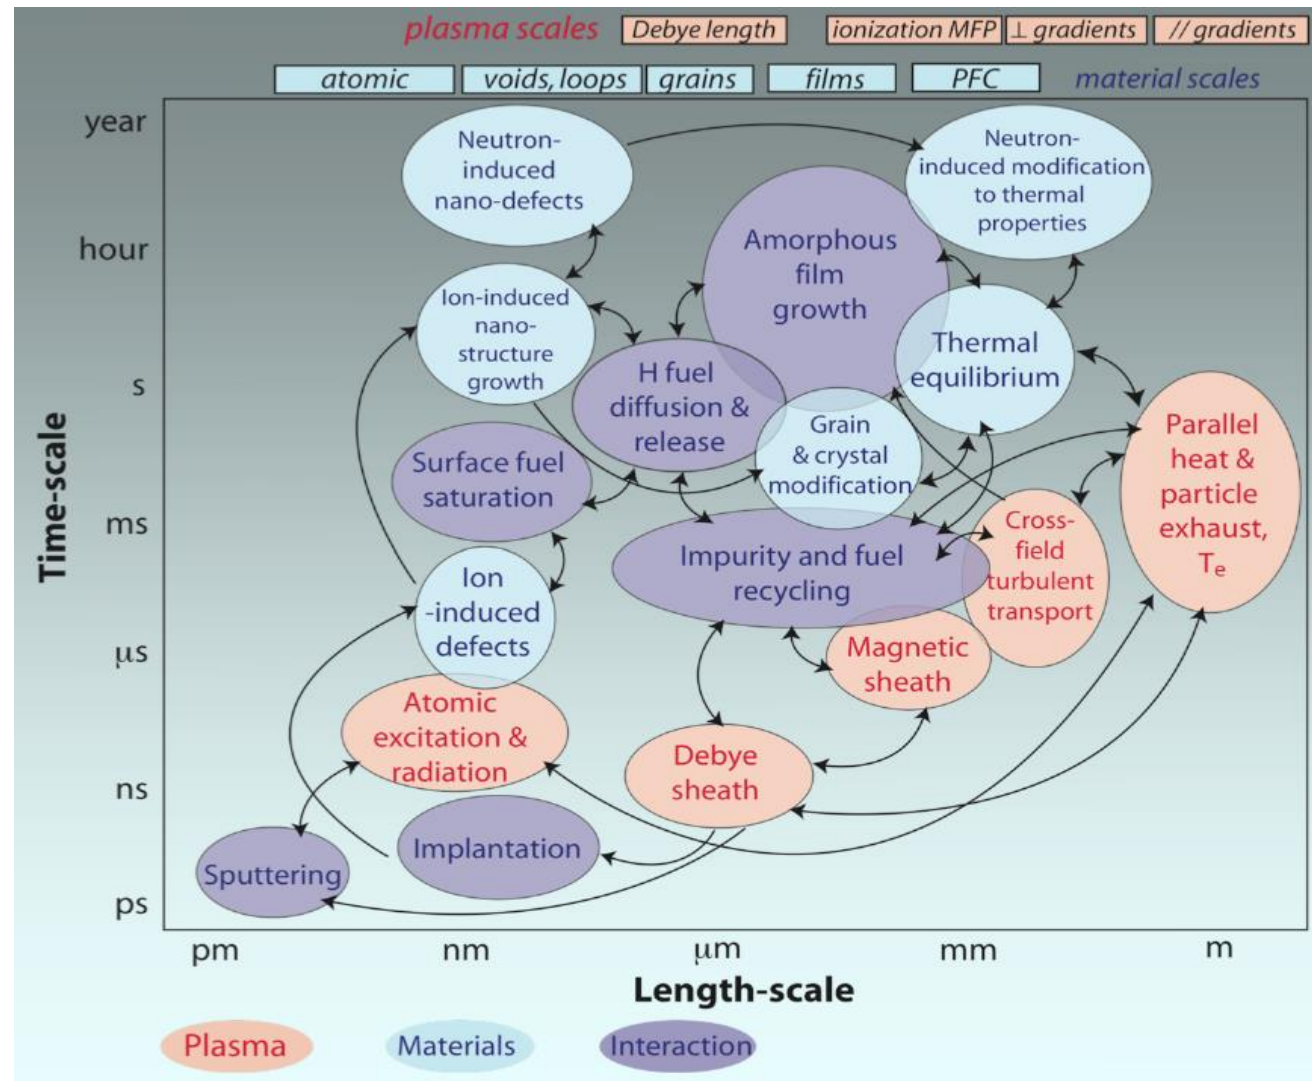 plasma scales
Debye length
ionization MFP
⊥ gradients
// gradients
atomic
voids, loops
grains
films
PFC
material scales
year
hour
s
ms
μs
ns
ps
Time-scale
Neutron-
induced
nano-defects
Neutron-
induced modification
to thermal
properties
Amorphous
film
growth
Ion-induced
nano-
structure
growth
Thermal
equilibrium
H fuel
diffusion &
release
Grain
& crystal
modification
Parallel
heat &
particle
exhaust,
Te
Surface fuel
saturation
Cross-
field
turbulent
transport
Impurity and fuel
recycling
Ion
-induced
defects
Magnetic
sheath
Atomic
excitation &
radiation
Debye
sheath
Implantation
Sputtering
pm
nm
μm
mm
m
Length-scale
Plasma
Materials
Interaction